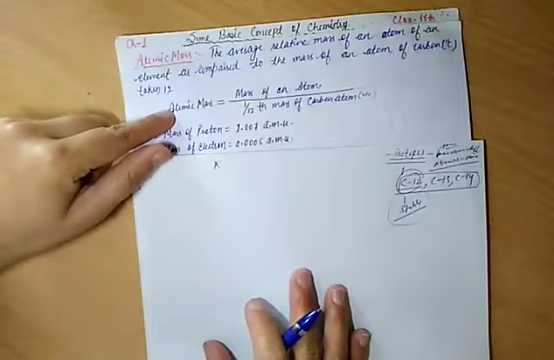 Ch-1 Some Basic Concept of Chemistry Class-11th
Atomic Mass:- The average relative mass of an atom of an
element as compaired to the mass of an atom of carbon
taken 12
Atomic Mass = Mass of an Atom
1/12 th mass of Carbon atom
Mass of Proton = 1.007 a.m.u.
Mass of Electron = 0.0005 a.m.u.
isotopes
C-12, C-13, C-14